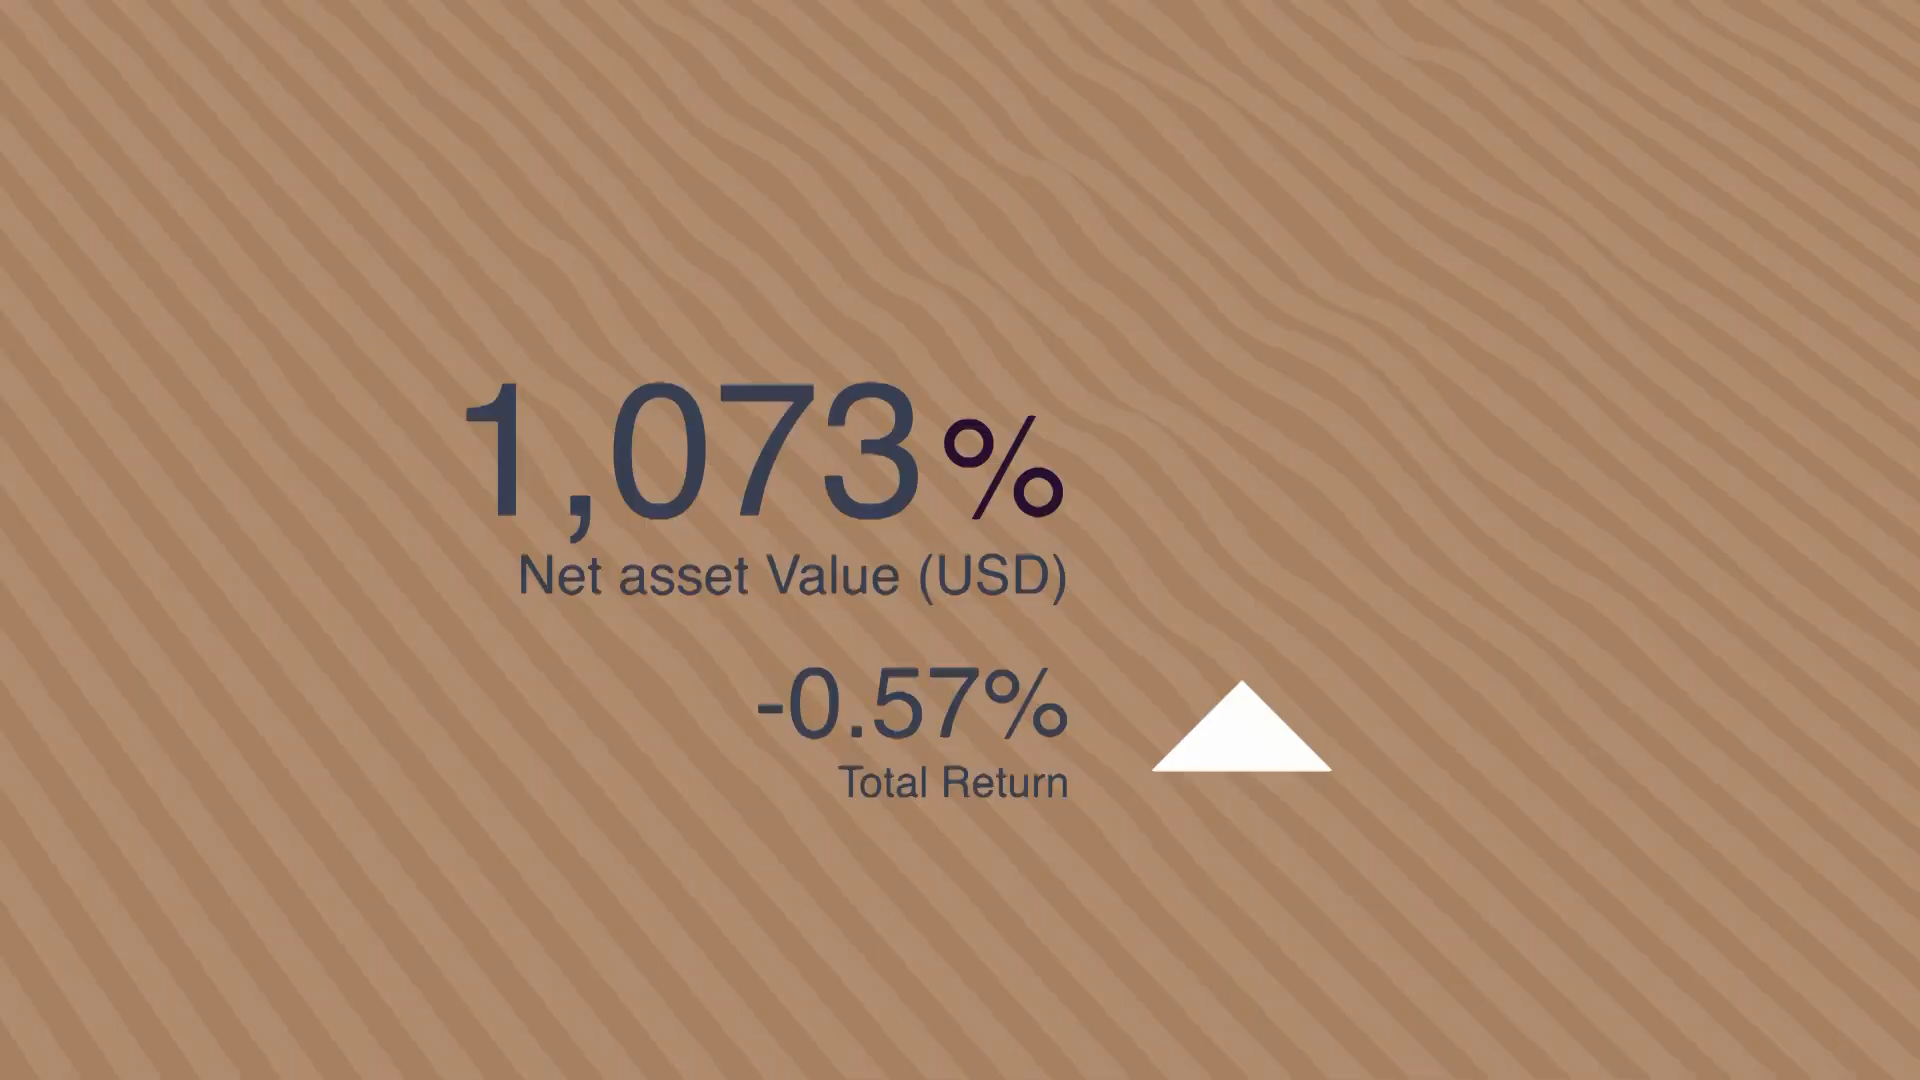 1,073%
Net asset Value (USD)
-0.57%
Total Return